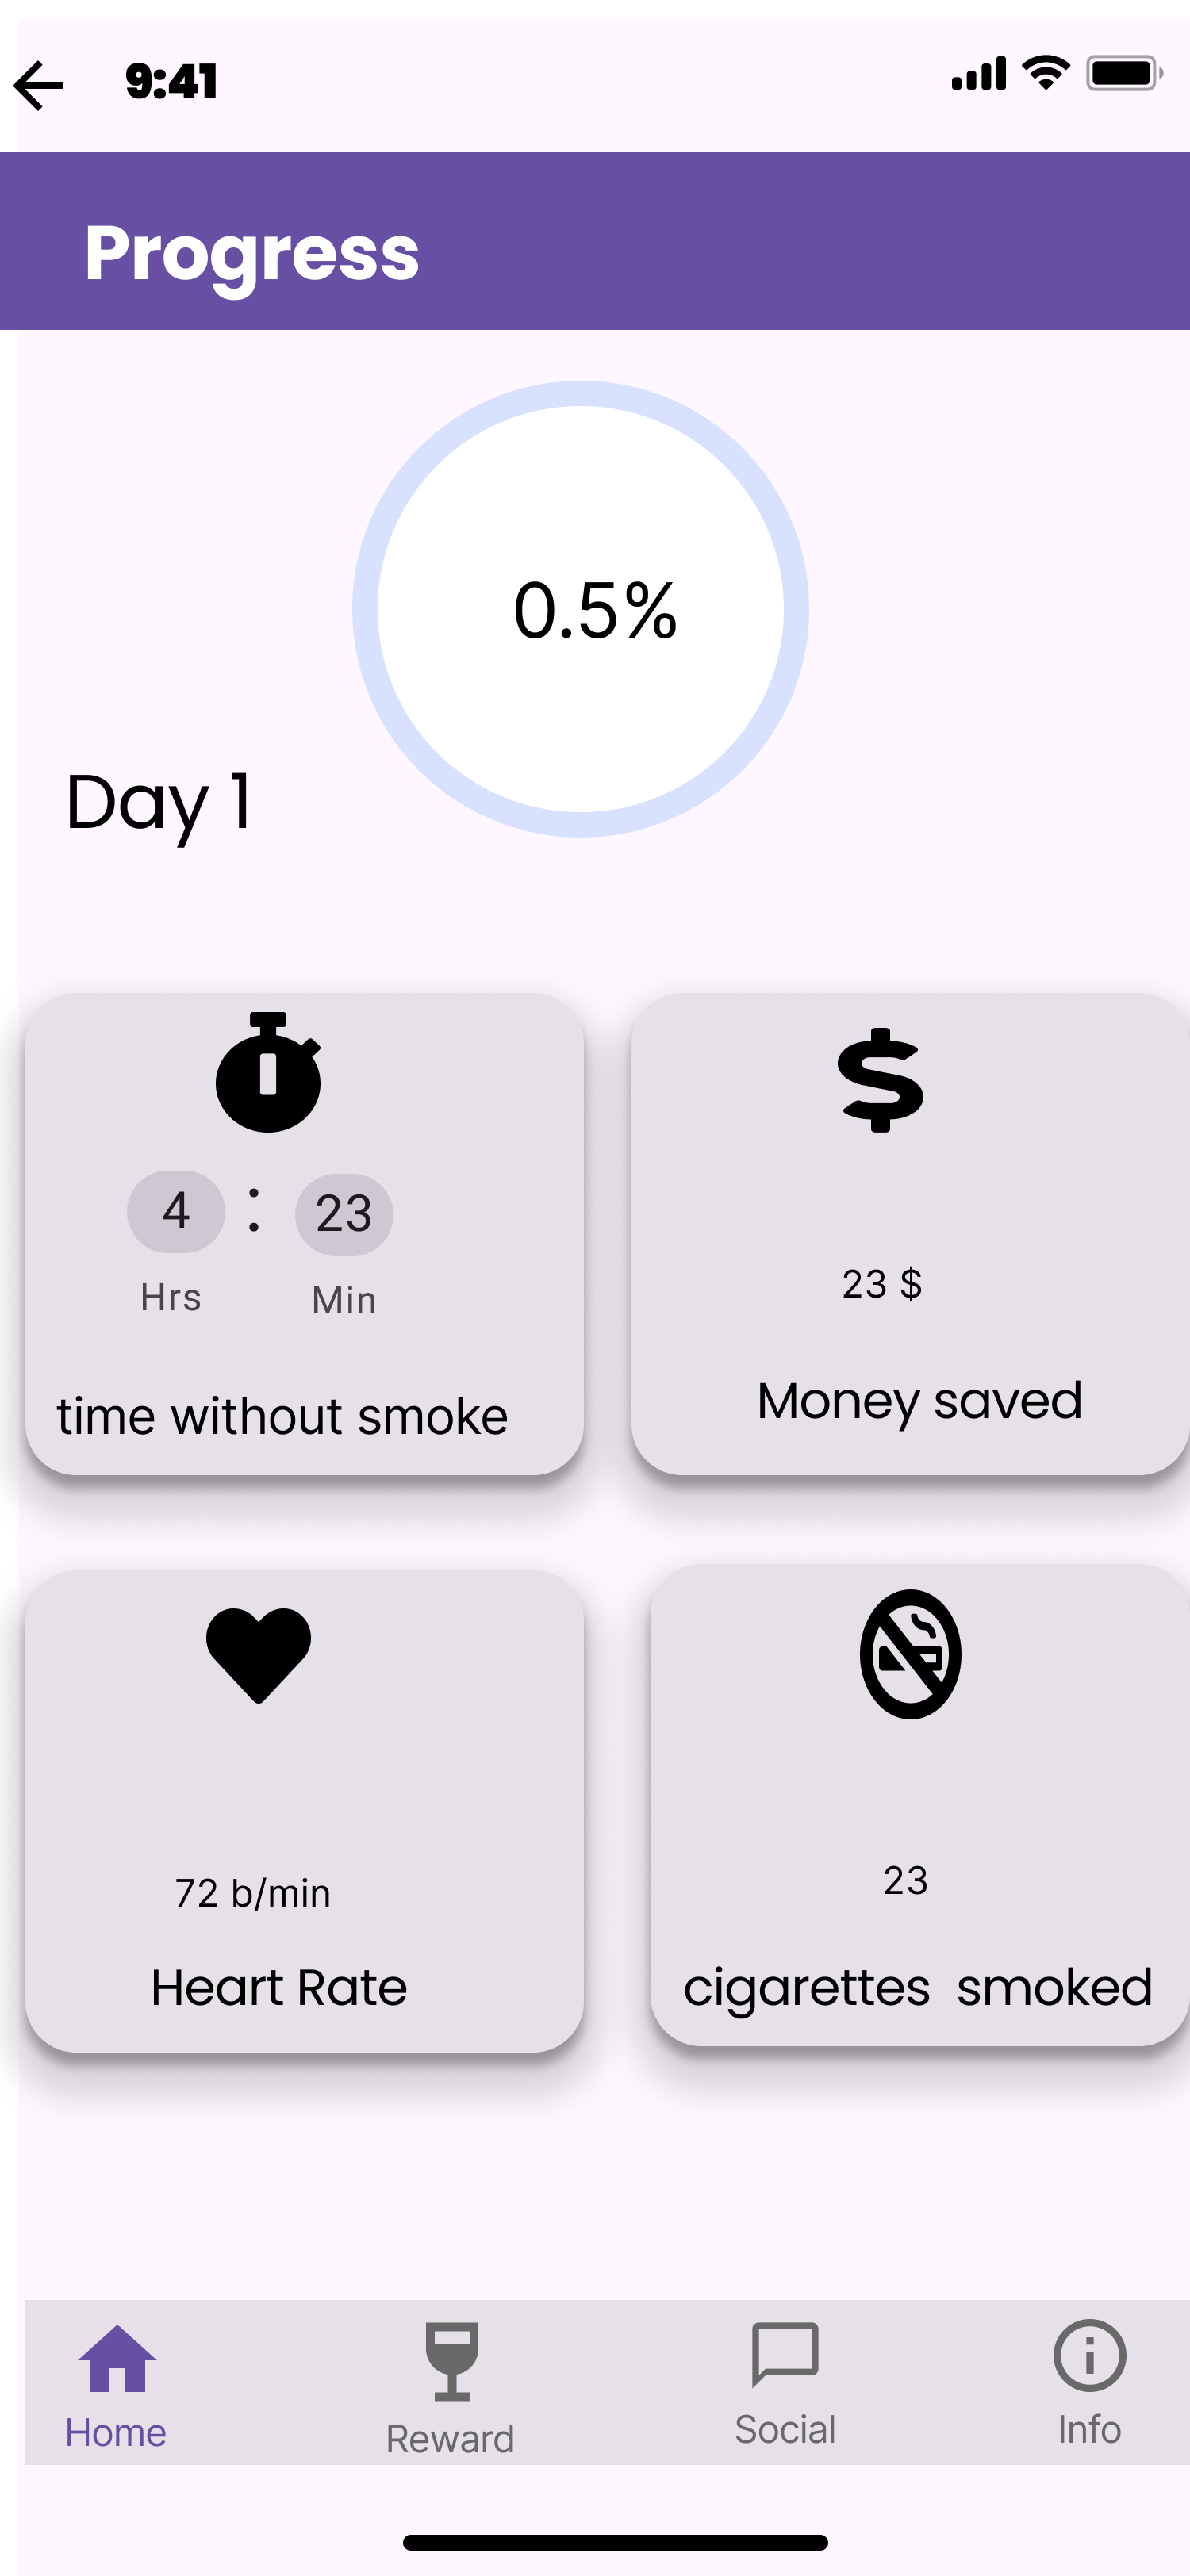 9:41
Progress
0.5%
Day 1
4 : 23
Hrs Min
time without smoke
23 $
Money saved
72 b/min
Heart Rate
23
cigarettes  smoked
Home Reward Social Info